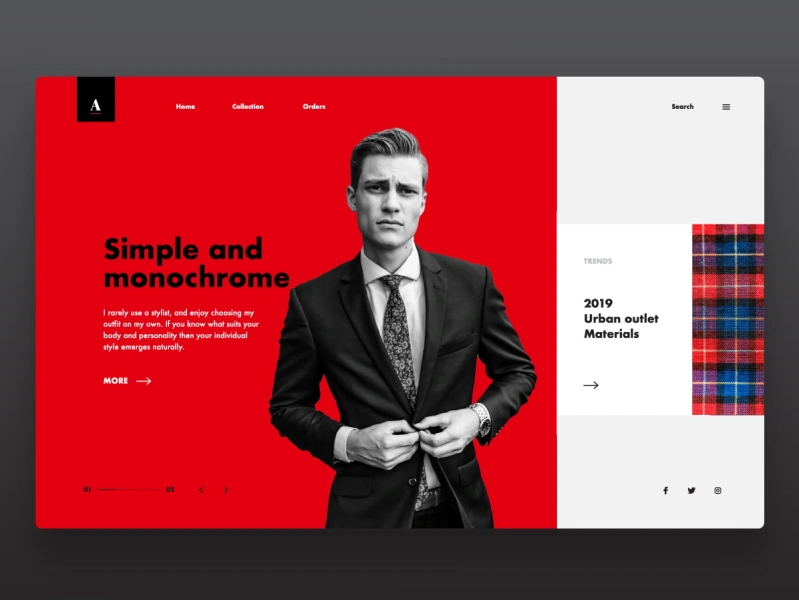 A
Home
Collection
Orders
Search
Simple and
monochrome
I rarely use a stylist, and enjoy choosing my
outfit on my own. If you know what suits your
body and personality then your individual
style emerges naturally.
MORE
01
02
TRENDS
2019
Urban outlet
Materials